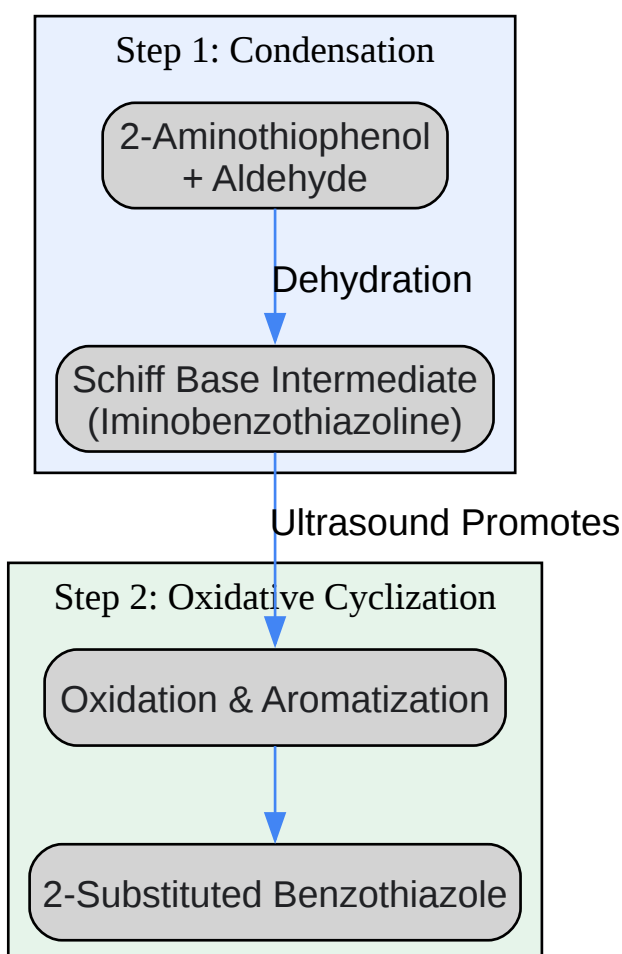 Step 1: Condensation
2-Aminothiophenol
+ Aldehyde
Dehydration
Schiff Base Intermediate
(Iminobenzothiazoline)
Ultrasound Promotes
Step 2: Oxidative Cyclization
Oxidation & Aromatization
2-Substituted Benzothiazole